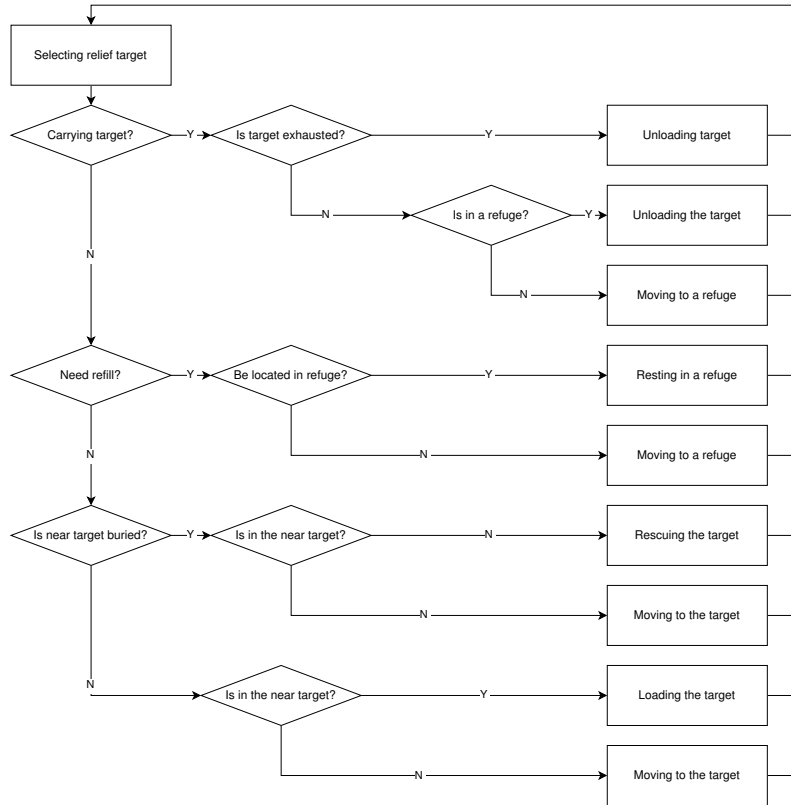 Selecting relief target
Carrying target?
Y
Is target exhausted?
Y
Unloading target
N
Is in a refuge?
Y
Unloading the target
N
N
Moving to a refuge
Need refill?
Y
Be located in refuge?
Y
Resting in a refuge
N
N
Moving to a refuge
Is near target buried?
Y
Is in the near target?
N
Rescuing the target
N
Moving to the target
N
Is in the near target?
Y
Loading the target
N
Moving to the target